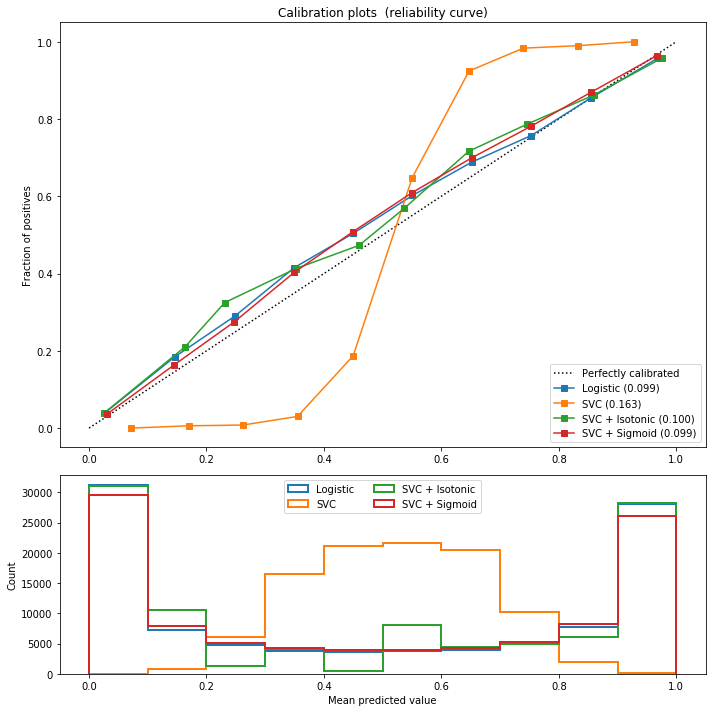 Calibration plots (reliability curve)
Fraction of positives
1.0
0.8
0.6
0.4
0.2
0.0
Perfectly calibrated
Logistic (0.099)
SVC (0.163)
SVC + Isotonic (0.100)
SVC + Sigmoid (0.099)
0.0 0.2 0.4 0.6 0.8 1.0
Count
30000
25000
20000
15000
10000
5000
0
Logistic SVC + Isotonic
SVC SVC + Sigmoid
0.0 0.2 0.4 0.6 0.8 1.0
Mean predicted value